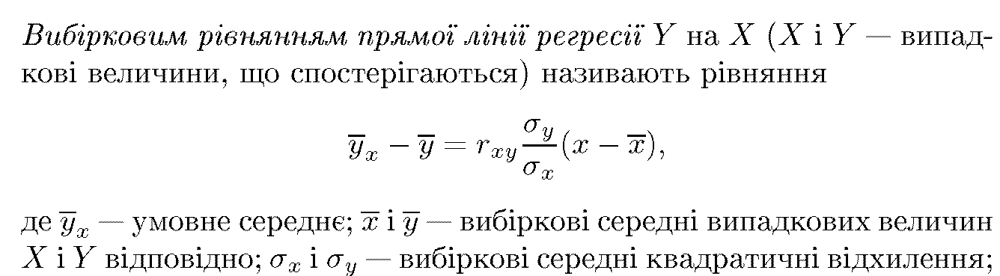 Вибірковим рівнянням прямої лінії регресії Y на X (X і Y — випад-
кові величини, що спостерігаються) називають рівняння
$\overline{y}_x - \overline{y} = r_{xy} \frac{\sigma_y}{\sigma_x}(x - \overline{x}),$
де $\overline{y}_x$ — умовне середнє; $\overline{x}$ і $\overline{y}$ — вибіркові середні випадкових величин
X і Y відповідно; $\sigma_x$ і $\sigma_y$ — вибіркові середні квадратичні відхилення;